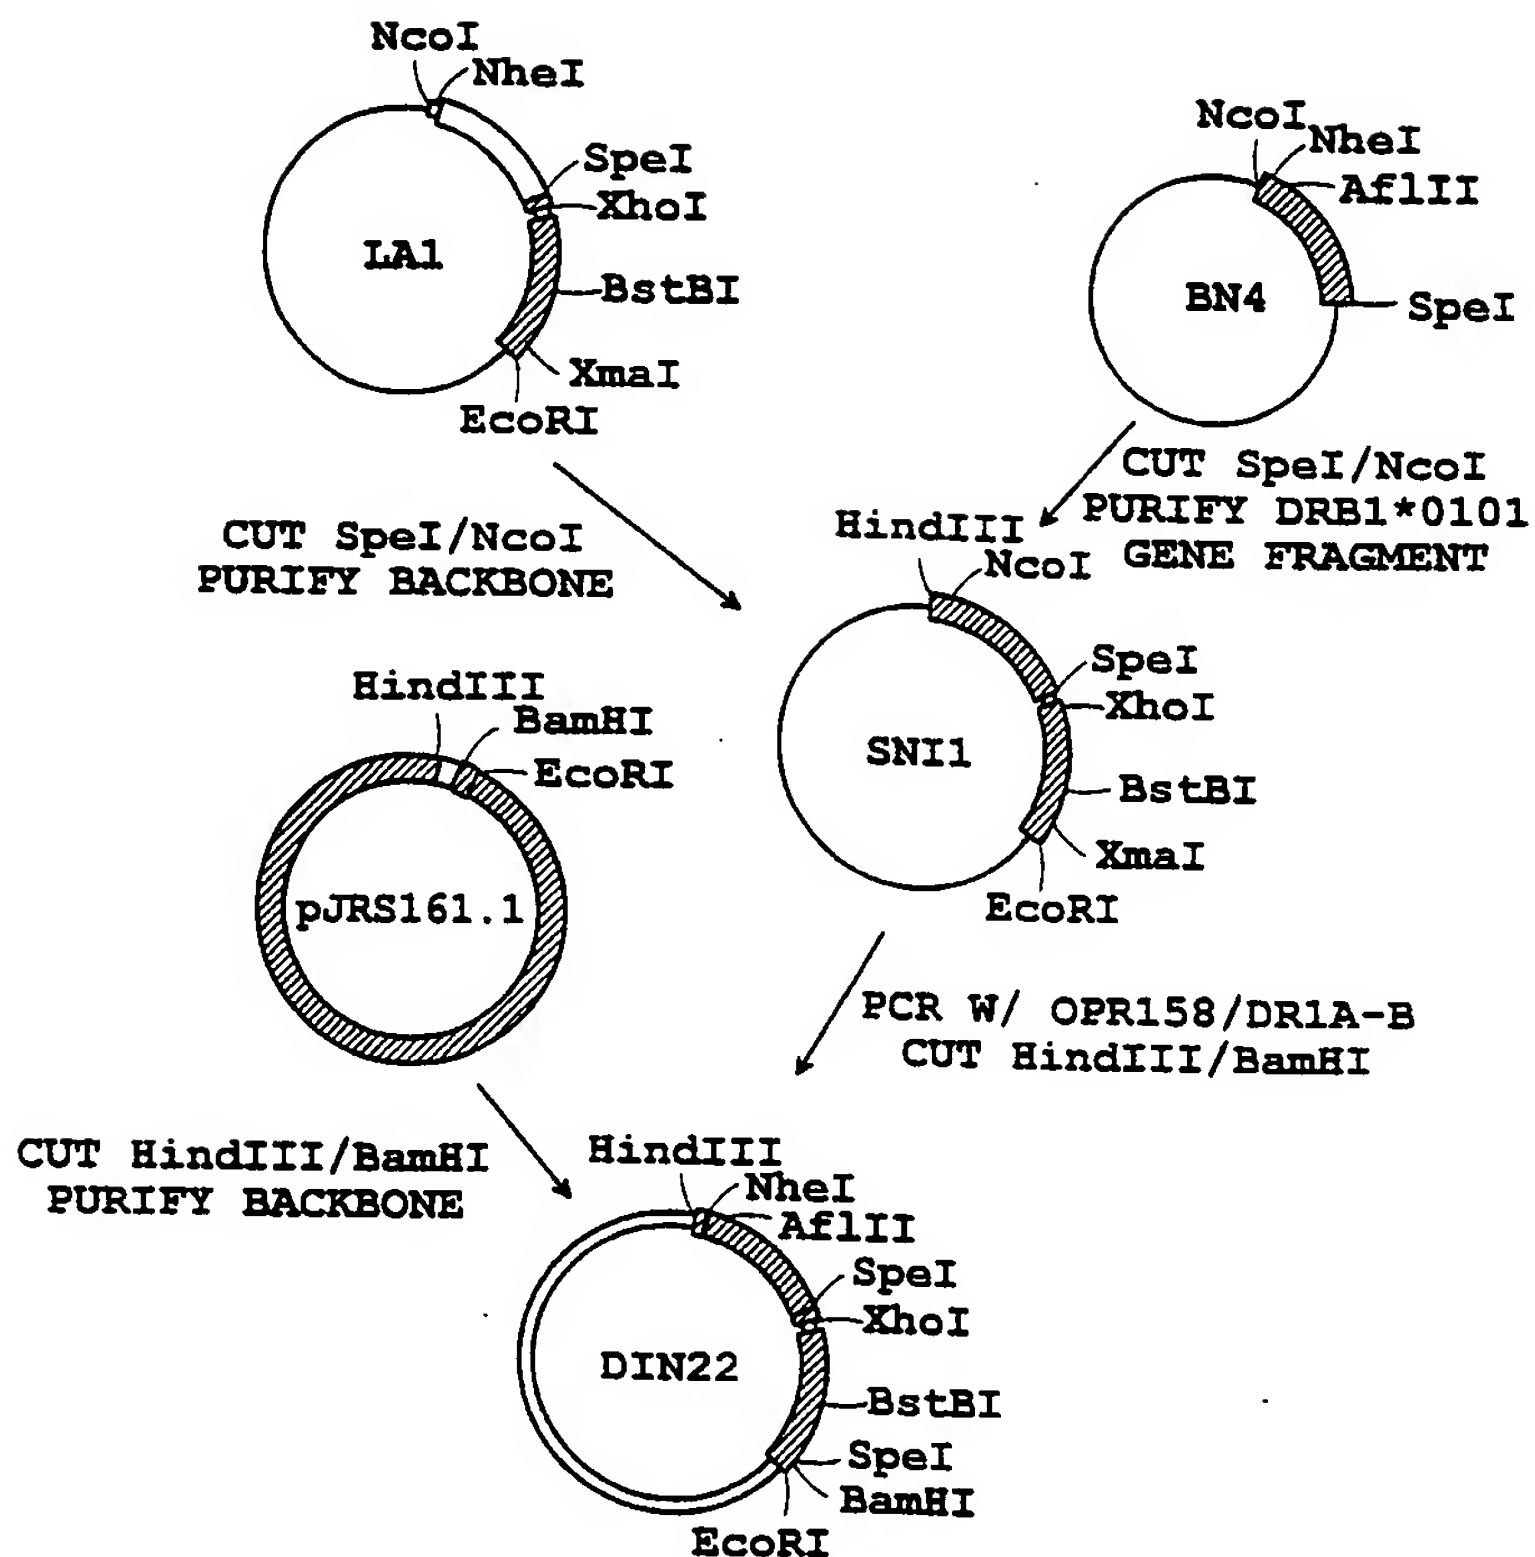 NcoI
NheI
SpeI
XhoI
LA1
BstBI
XmaI
EcoRI
NcoI
NheI
AflII
BN4
SpeI
CUT SpeI/NcoI
PURIFY BACKBONE
CUT SpeI/NcoI
PURIFY DRB1*0101
GENE FRAGMENT
HindIII
NcoI
SpeI
XhoI
SNI1
BstBI
XmaI
EcoRI
HindIII
BamHI
EcoRI
pJRS161.1
PCR W/ OPR158/DR1A-B
CUT HindIII/BamHI
CUT HindIII/BamHI
PURIFY BACKBONE
HindIII
NheI
AflII
SpeI
XhoI
DIN22
BstBI
SpeI
BamHI
EcoRI